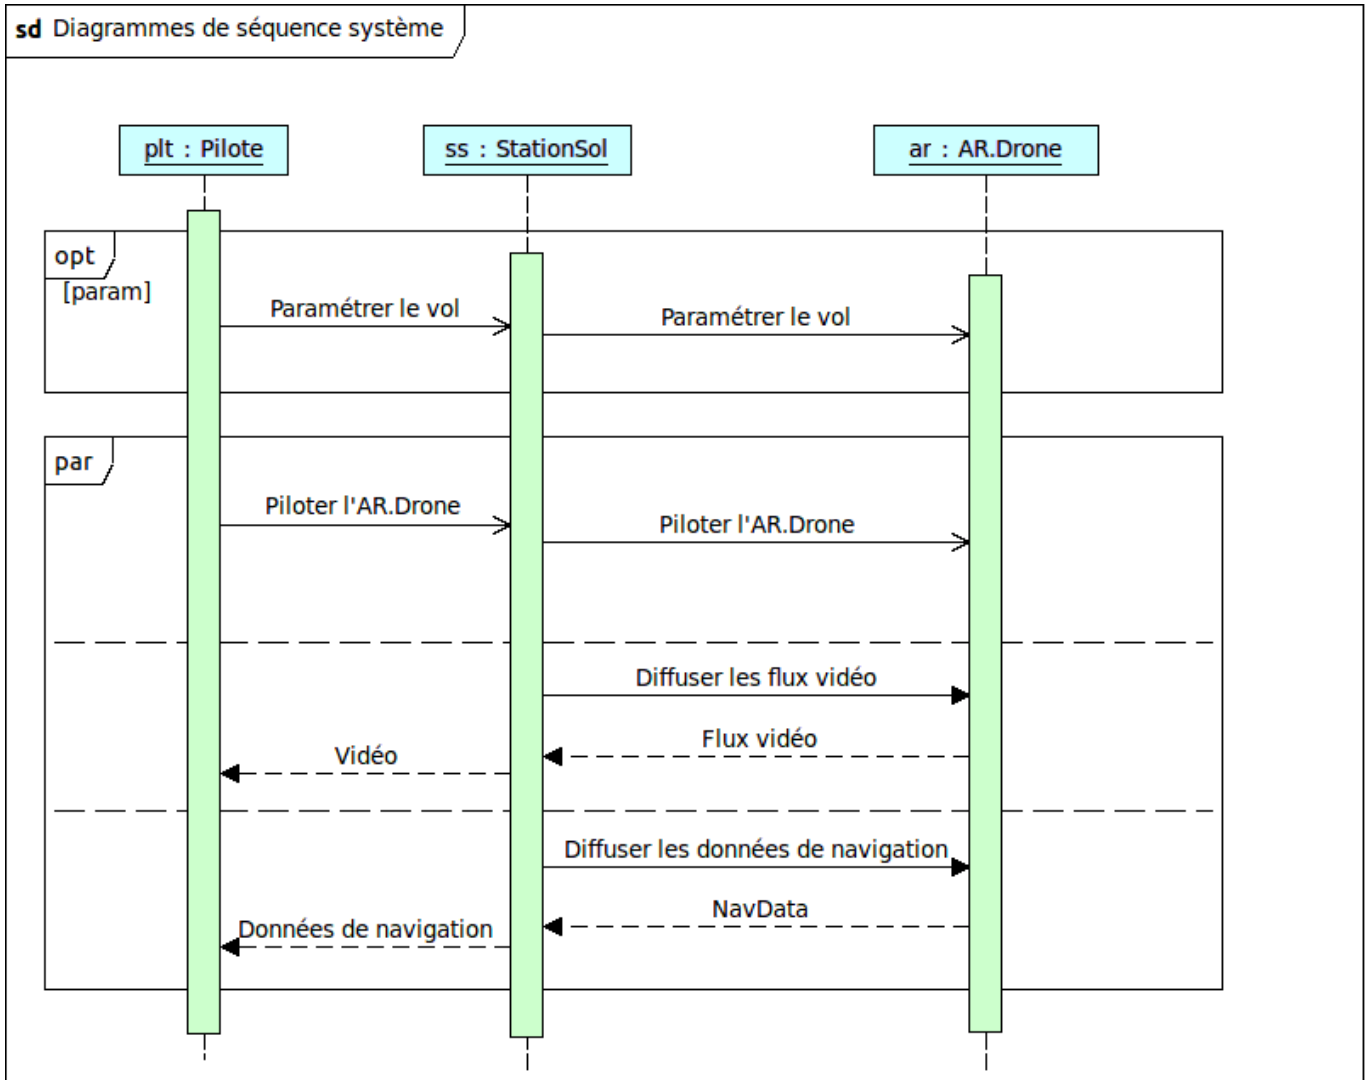 sd Diagrammes de séquence système
plt : Pilote
ss : StationSol
ar : AR.Drone
opt
[param]
Paramétrer le vol
Paramétrer le vol
par
Piloter l'AR.Drone
Piloter l'AR.Drone
Diffuser les flux vidéo
Flux vidéo
Vidéo
Diffuser les données de navigation
NavData
Données de navigation